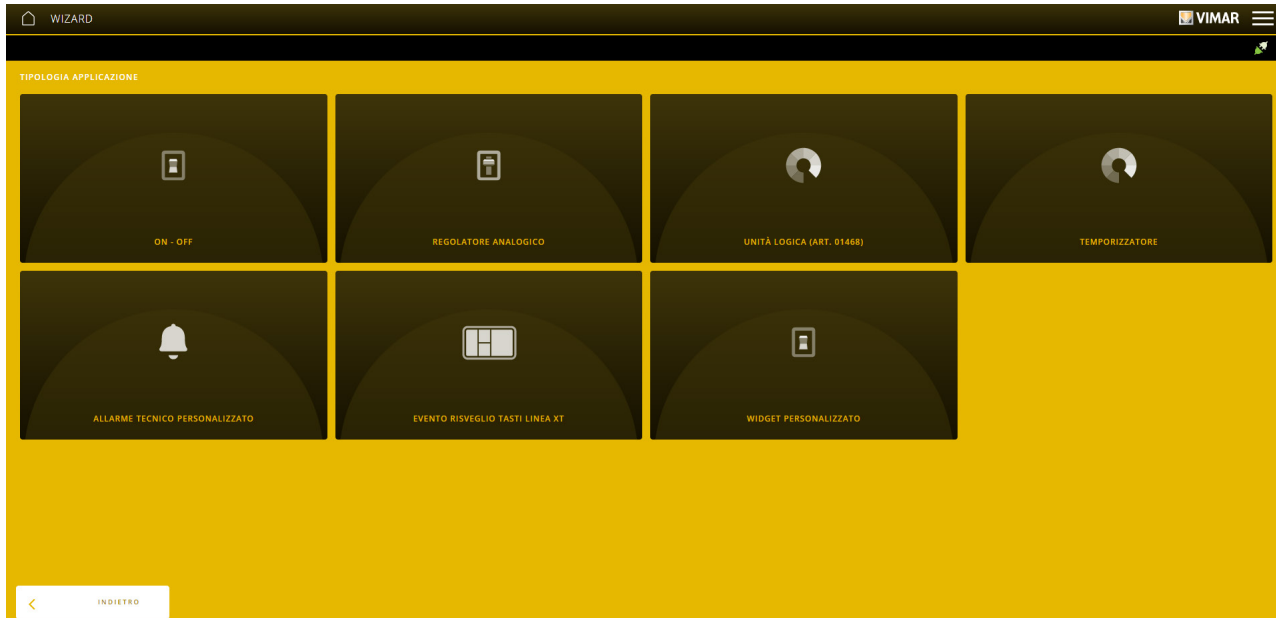 WIZARD
VIMAR
TIPOLOGIA APPLICAZIONE
ON - OFF
REGOLATORE ANALOGICO
UNITÀ LOGICA (ART. 01468)
TEMPORIZZATORE
ALLARME TECNICO PERSONALIZZATO
EVENTO RISVEGLIO TASTI LINEA XT
WIDGET PERSONALIZZATO
INDIETRO